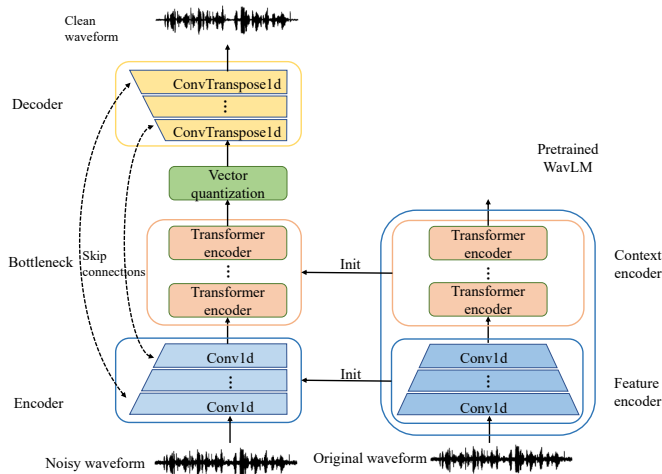 Clean
waveform
Decoder
ConvTranspose1d
⋮
ConvTranspose1d
Vector
quantization
Pretrained
WavLM
Bottleneck
Skip
connections
Transformer
encoder
...
Transformer
encoder
Init
Transformer
encoder
...
Transformer
encoder
Context
encoder
Encoder
Conv1d
⋮
Conv1d
Init
Conv1d
⋮
Conv1d
Feature
encoder
Noisy waveform
Original waveform